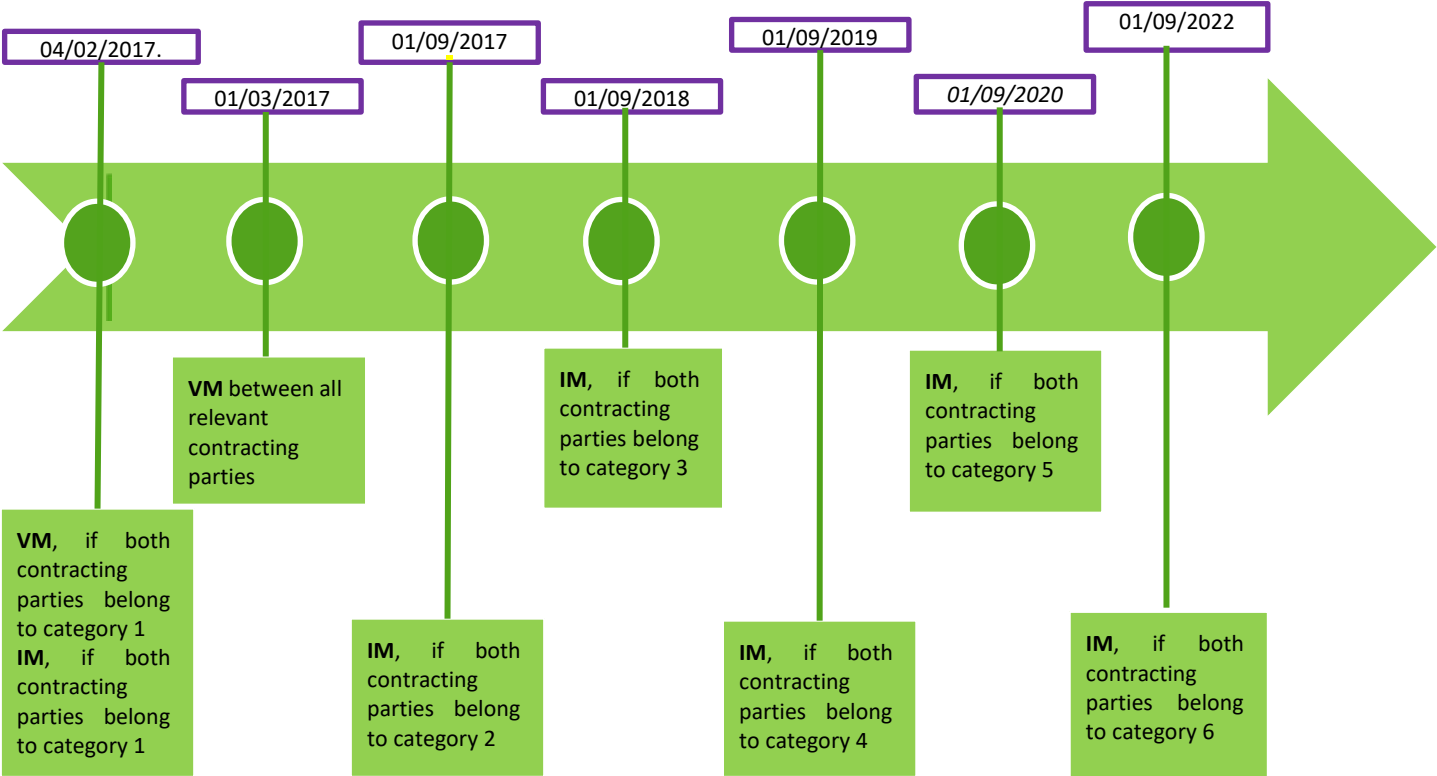 04/02/2017.
01/03/2017
01/09/2017
01/09/2018
01/09/2019
01/09/2020
01/09/2022
VM, if both
contracting
parties belong
to category 1
IM, if both
contracting
parties belong
to category 1
VM between all
relevant
contracting
parties
IM, if both
contracting
parties belong
to category 2
IM, if both
contracting
parties belong
to category 3
IM, if both
contracting
parties belong
to category 4
IM, if both
contracting
parties belong
to category 5
IM, if both
contracting
parties belong
to category 6